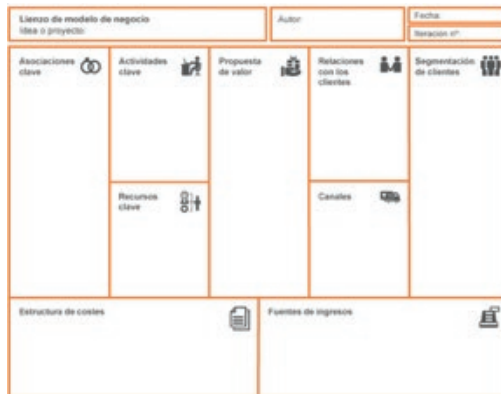 Lienzo de modelo de negocio
Idea o proyecto:
Autor:
Fecha:
Iteración nº:
Asociaciones
clave
Actividades
clave
Propuesta
de valor
Relaciones
con los
clientes
Segmentación
de clientes
Recursos
clave
Canales
Estructura de costes
Fuentes de ingresos